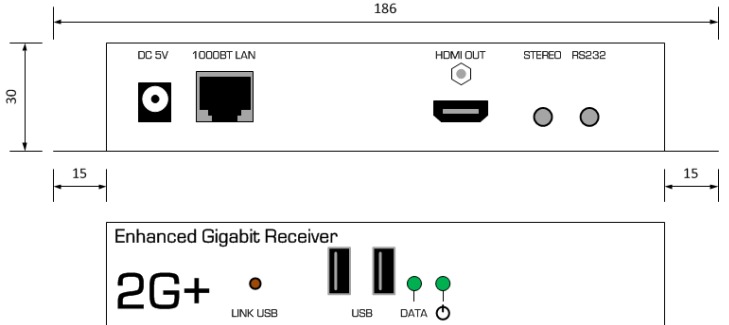 186
DC 5V 1000BT LAN HDMI OUT STEREO RS232
30
15 15
Enhanced Gigabit Receiver
2G+
LINK USB USB DATA